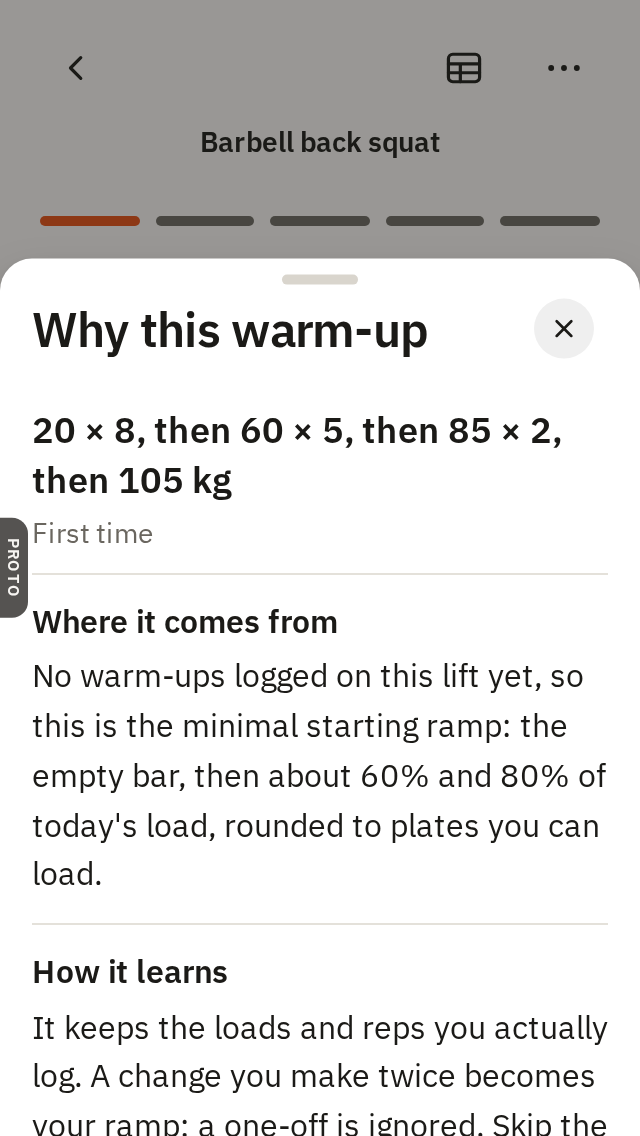 Barbell back squat
Why this warm-up
20 × 8, then 60 × 5, then 85 × 2,
then 105 kg
First time
PROTO
Where it comes from
No warm-ups logged on this lift yet, so
this is the minimal starting ramp: the
empty bar, then about 60% and 80% of
today's load, rounded to plates you can
load.
How it learns
It keeps the loads and reps you actually
log. A change you make twice becomes
your ramp; a one-off is ignored. Skip the